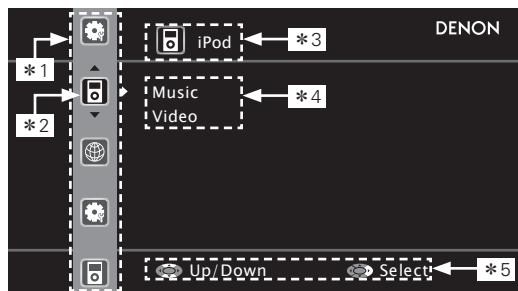 iPod
DENON
*3
*1
Music
Video
*4
*2
Up/Down
Select
*5